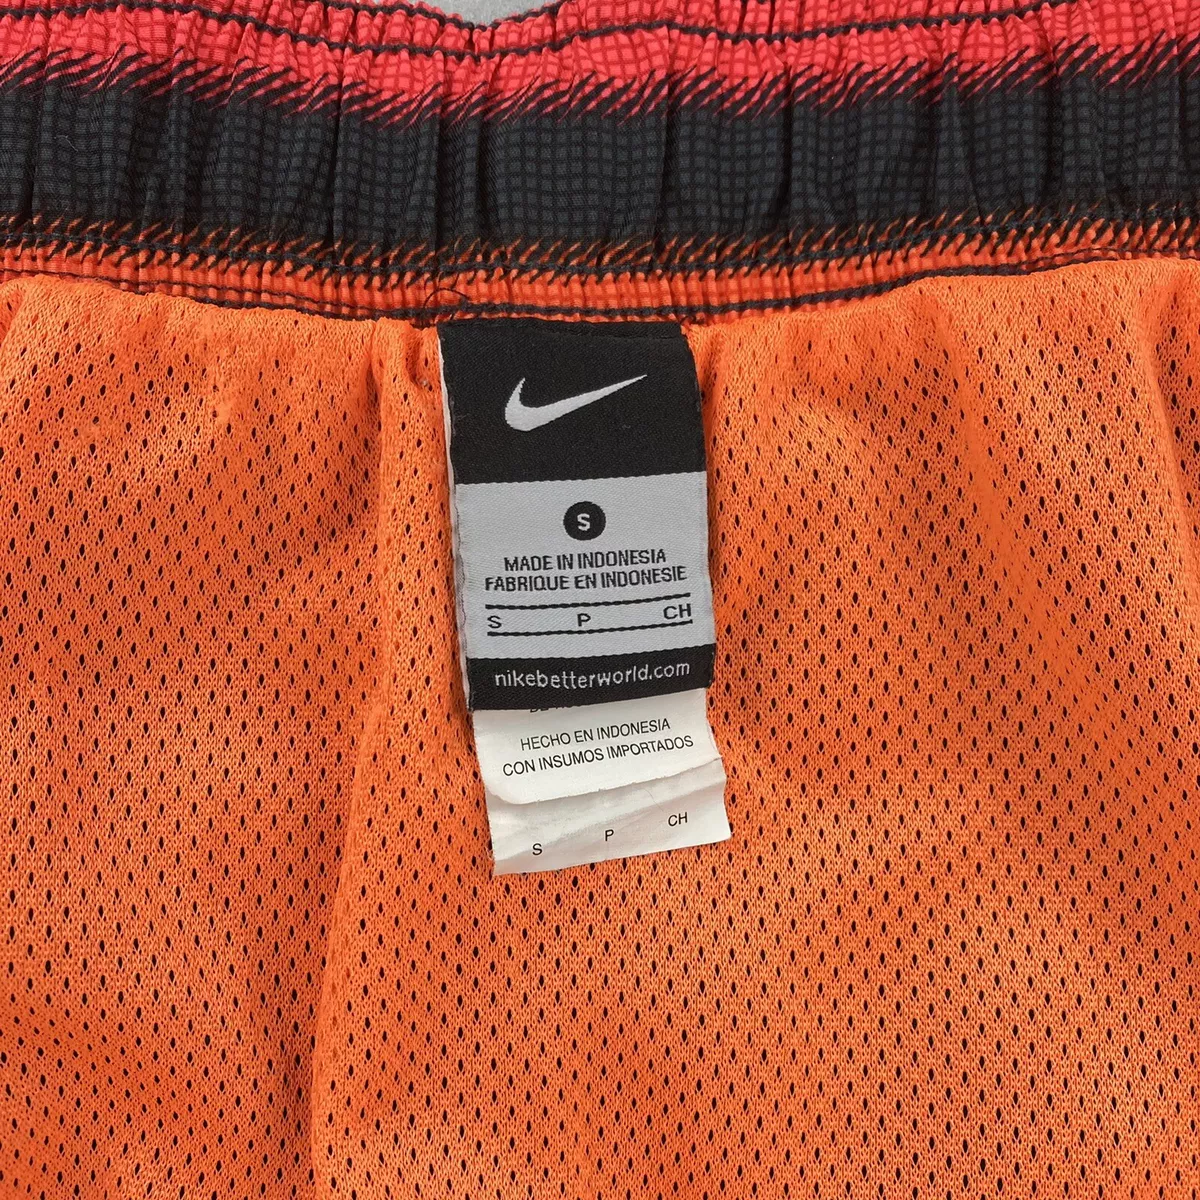 S
MADE IN INDONESIA
FABRIQUE EN INDONESIE
S P CH
nikebetterworld.com
HECHO EN INDONESIA
CON INSUMOS IMPORTADOS
S P CH